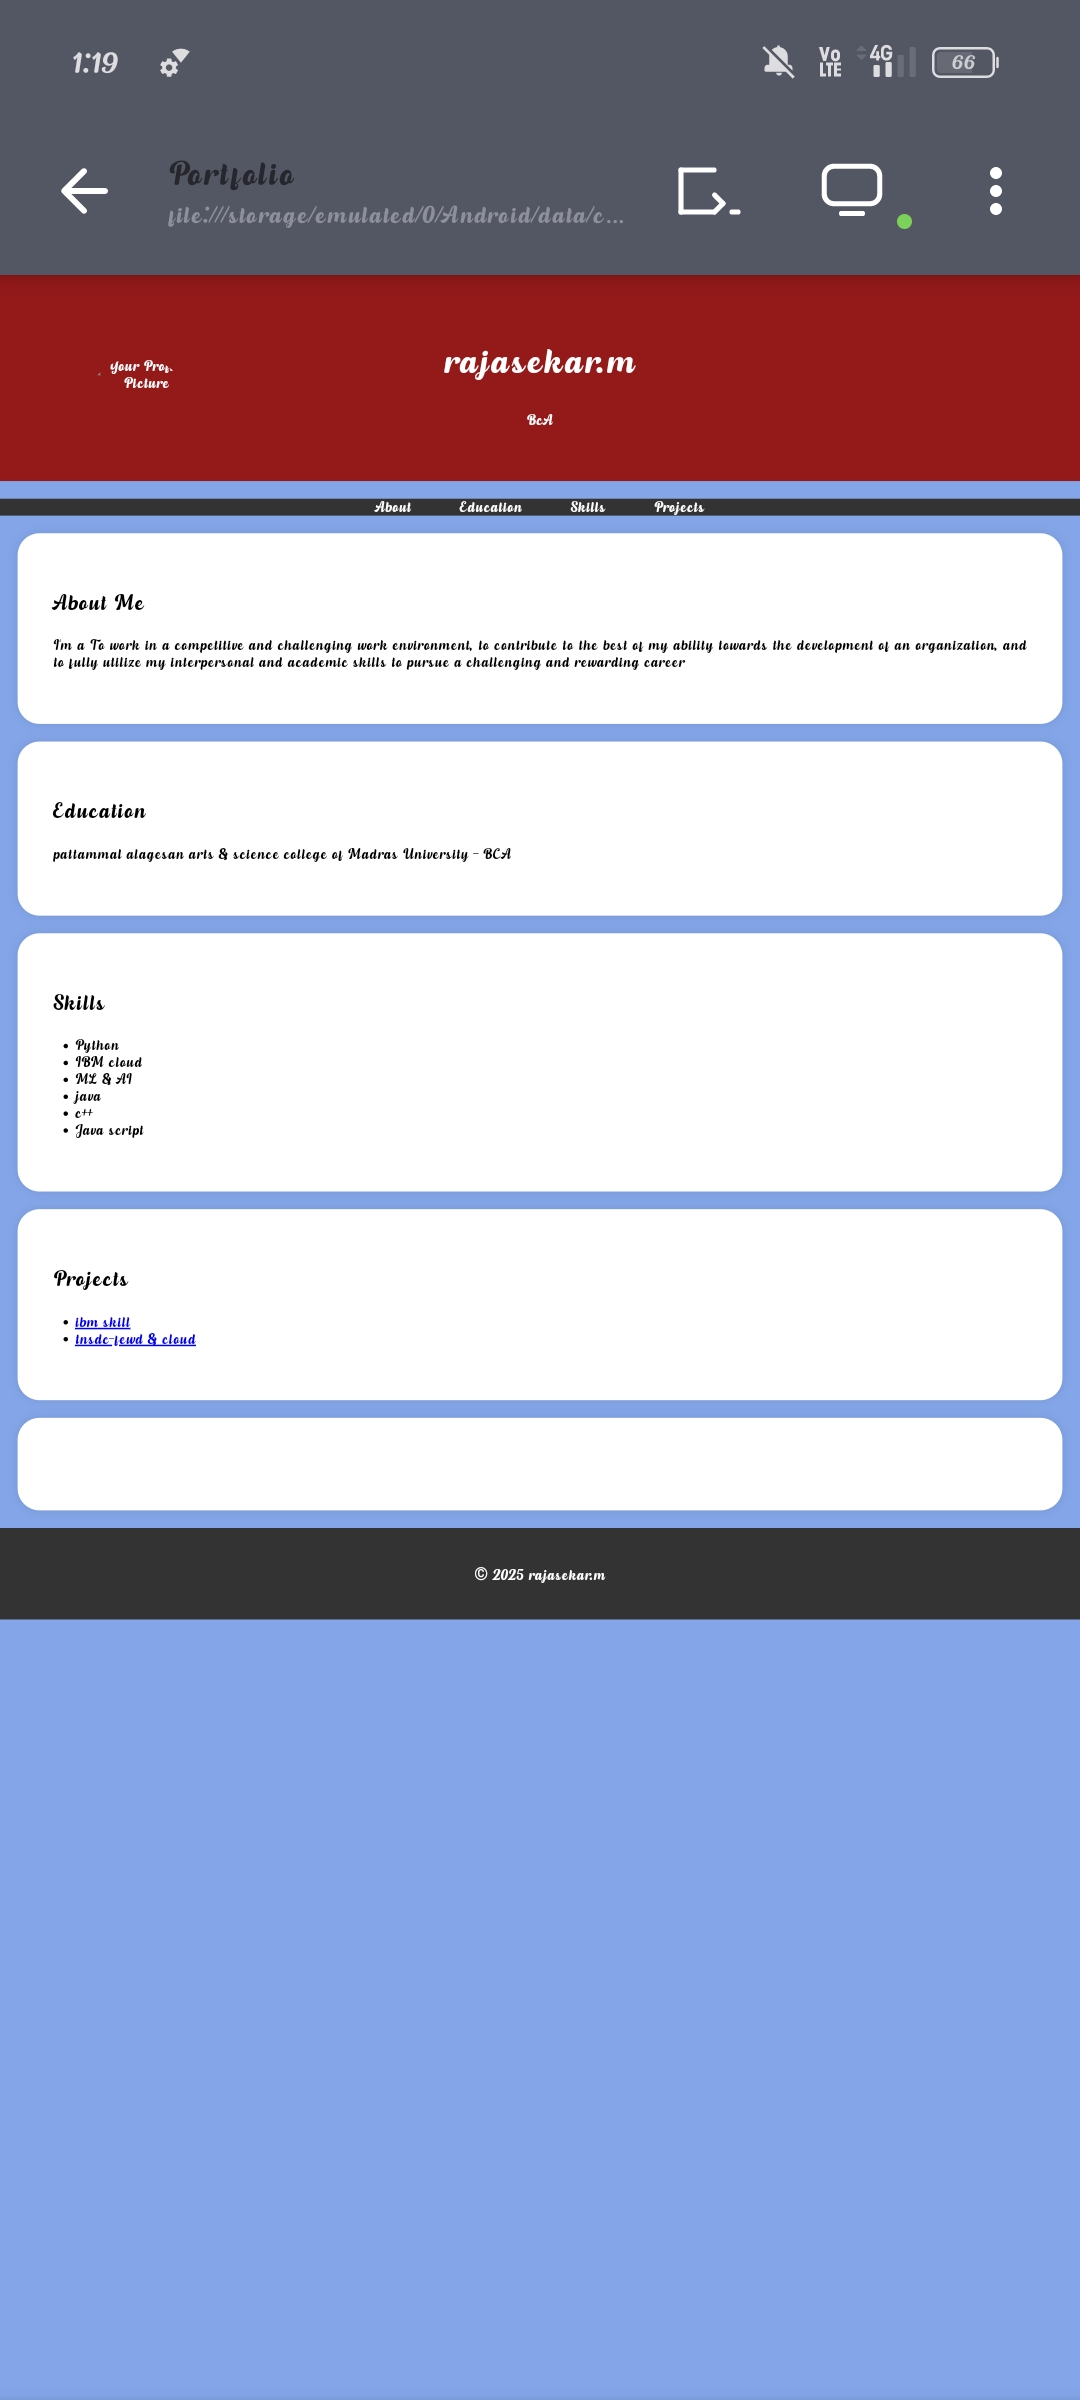 1:19
Vo
LTE
4G
66
Portfolio
file:///storage/emulated/0/Android/data/c...
Your Prof
Picture
rajasekar.m
BcA
About Education Skills Projects
About Me
I'm a To work in a competitive and challenging work environment, to contribute to the best of my ability towards the development of an organization, and
to fully utilize my interpersonal and academic skills to pursue a challenging and rewarding career
Education
pattammal alagesan arts & science college of Madras University - BCA
Skills
• Python
• IBM cloud
• ML & AI
• java
• c++
• Java script
Projects
• ibm skill
• tnsdc-fewd & cloud
© 2025 rajasekar.m